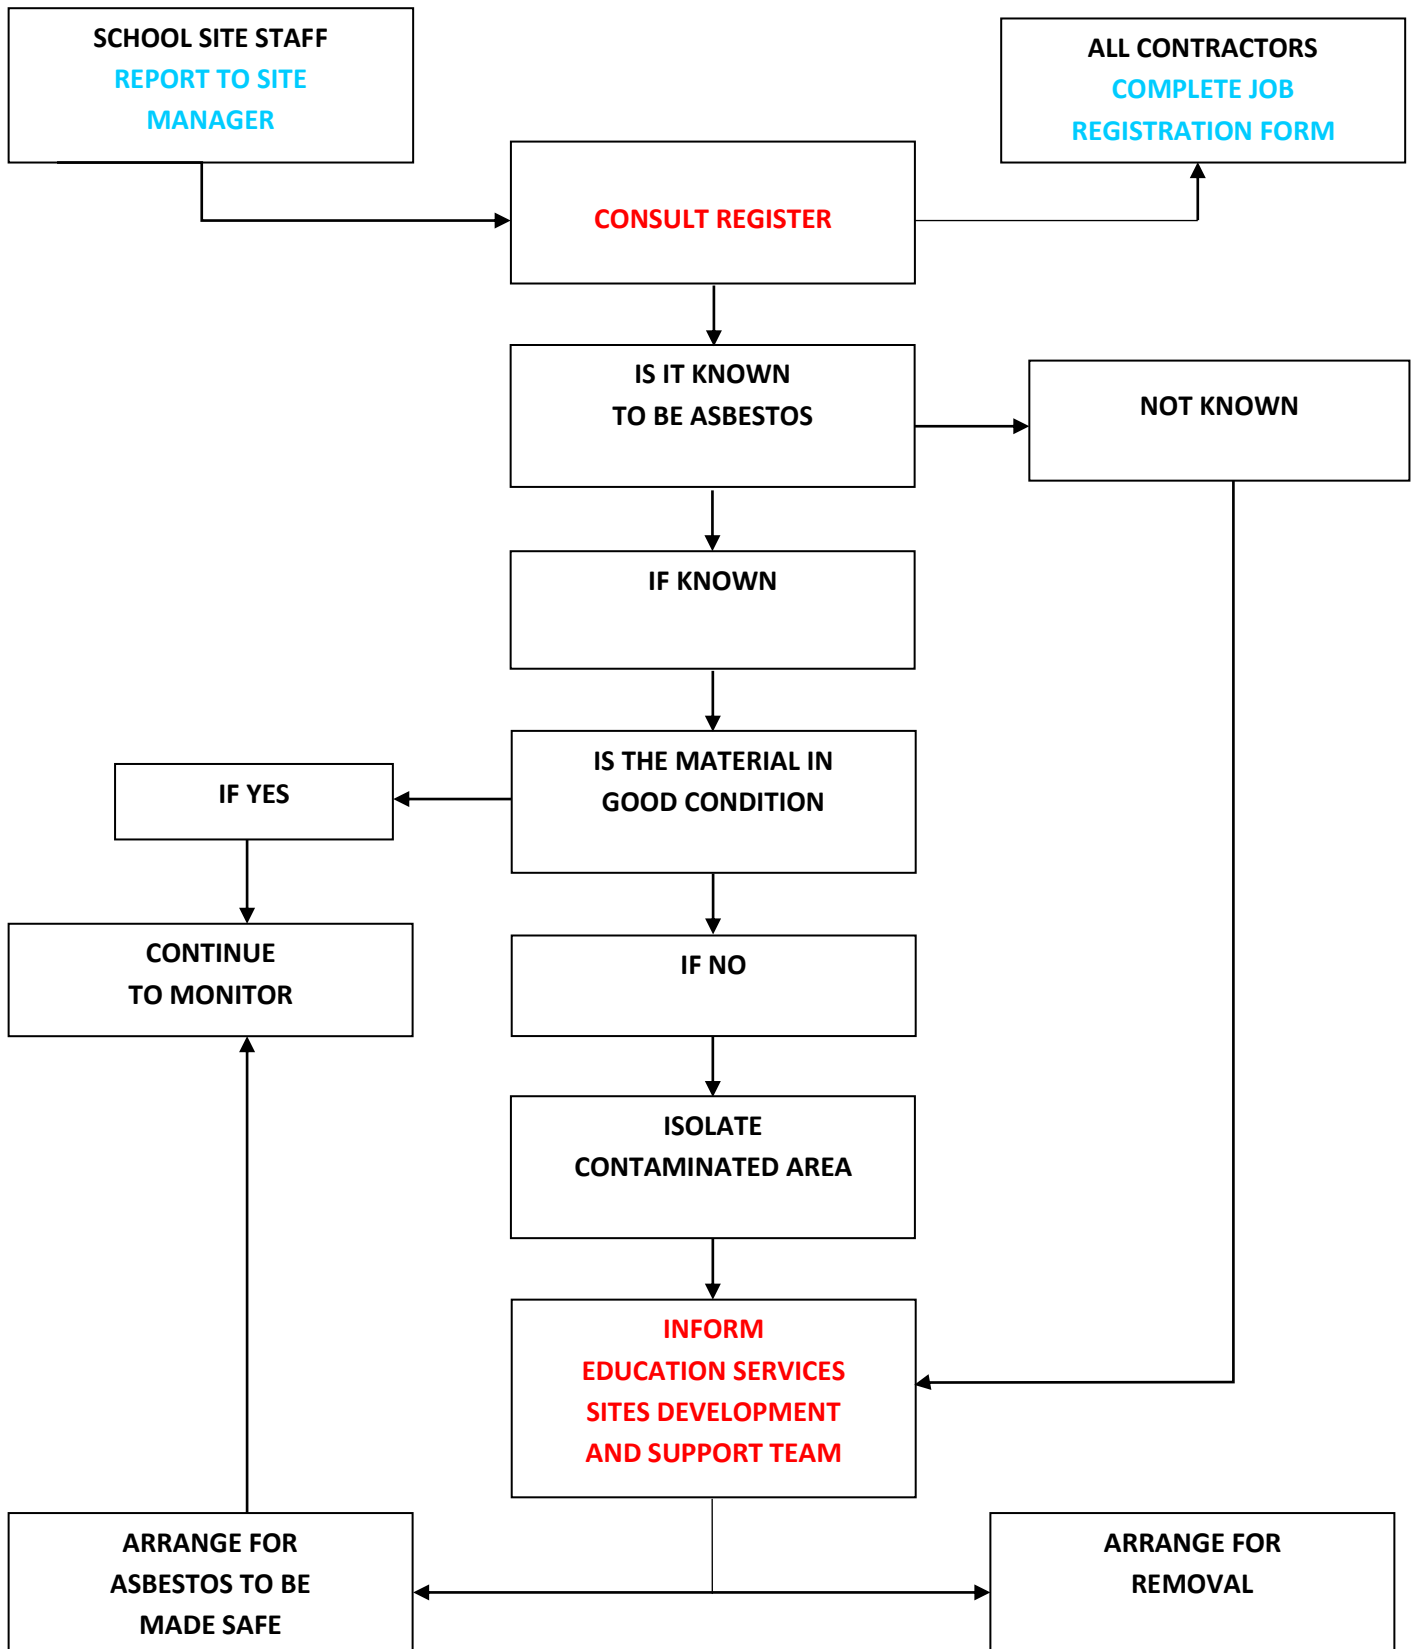 SCHOOL SITE STAFF
REPORT TO SITE
MANAGER
ALL CONTRACTORS
COMPLETE JOB
REGISTRATION FORM
CONSULT REGISTER
IS IT KNOWN
TO BE ASBESTOS
NOT KNOWN
IF KNOWN
IS THE MATERIAL IN
GOOD CONDITION
IF YES
CONTINUE
TO MONITOR
IF NO
ISOLATE
CONTAMINATED AREA
INFORM
EDUCATION SERVICES
SITES DEVELOPMENT
AND SUPPORT TEAM
ARRANGE FOR
ASBESTOS TO BE
MADE SAFE
ARRANGE FOR
REMOVAL